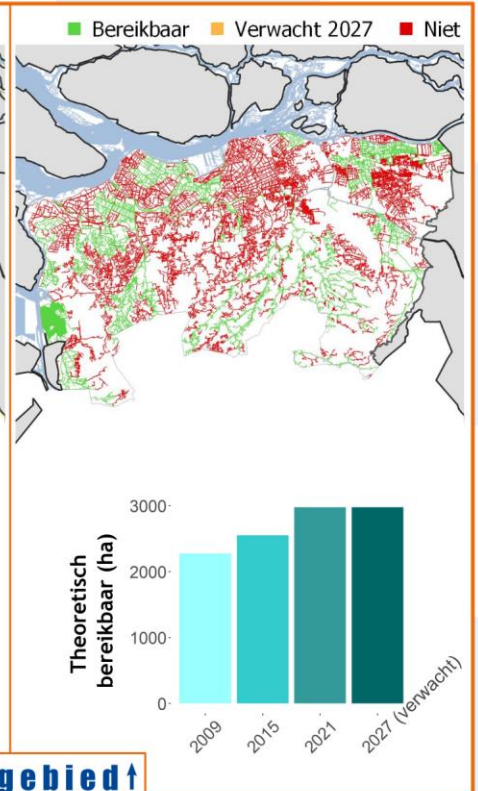 Bereikbaar Verwacht 2027 Niet
3000
2000
1000
0
Theoretisch
bereikbaar (ha)
2009
2015
2021
2027 (verwacht)
gebied